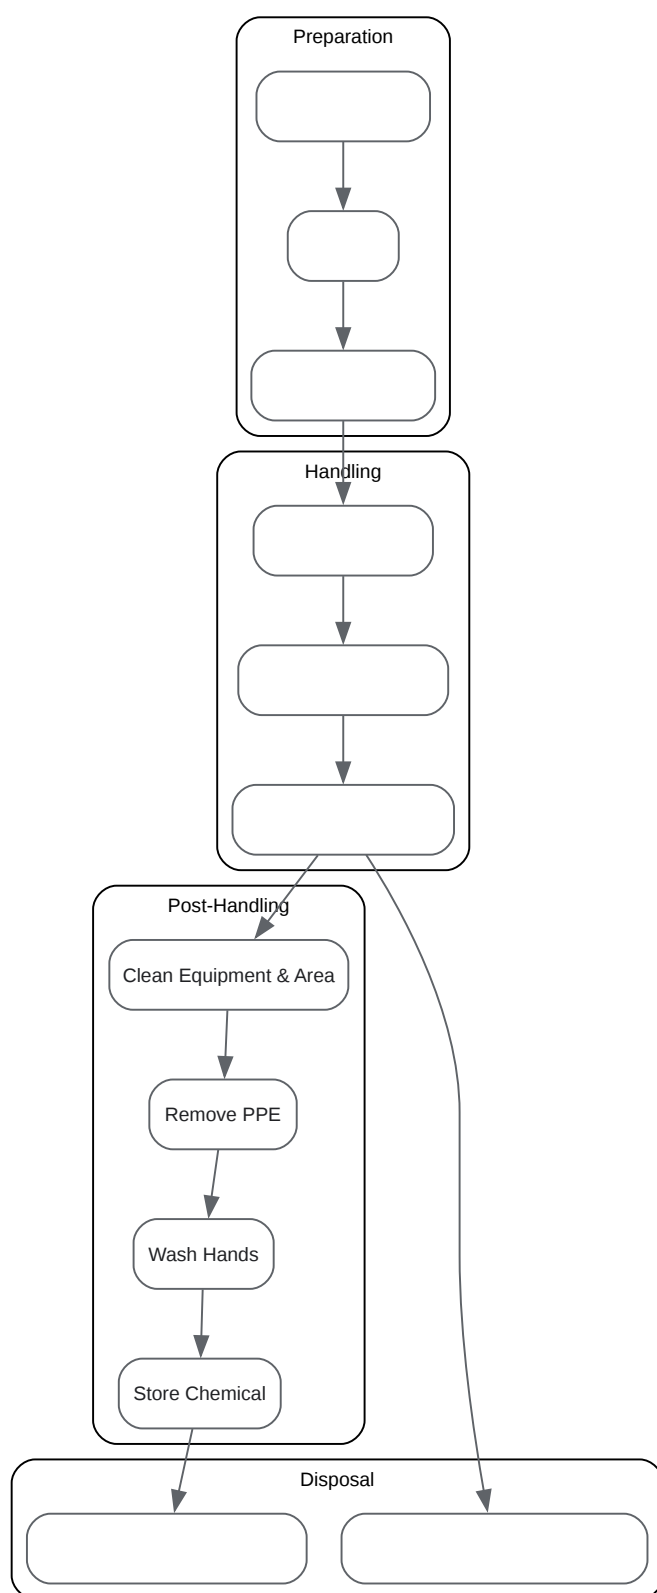 Preparation
Handling
Post-Handling
Clean Equipment & Area
Remove PPE
Wash Hands
Store Chemical
Disposal